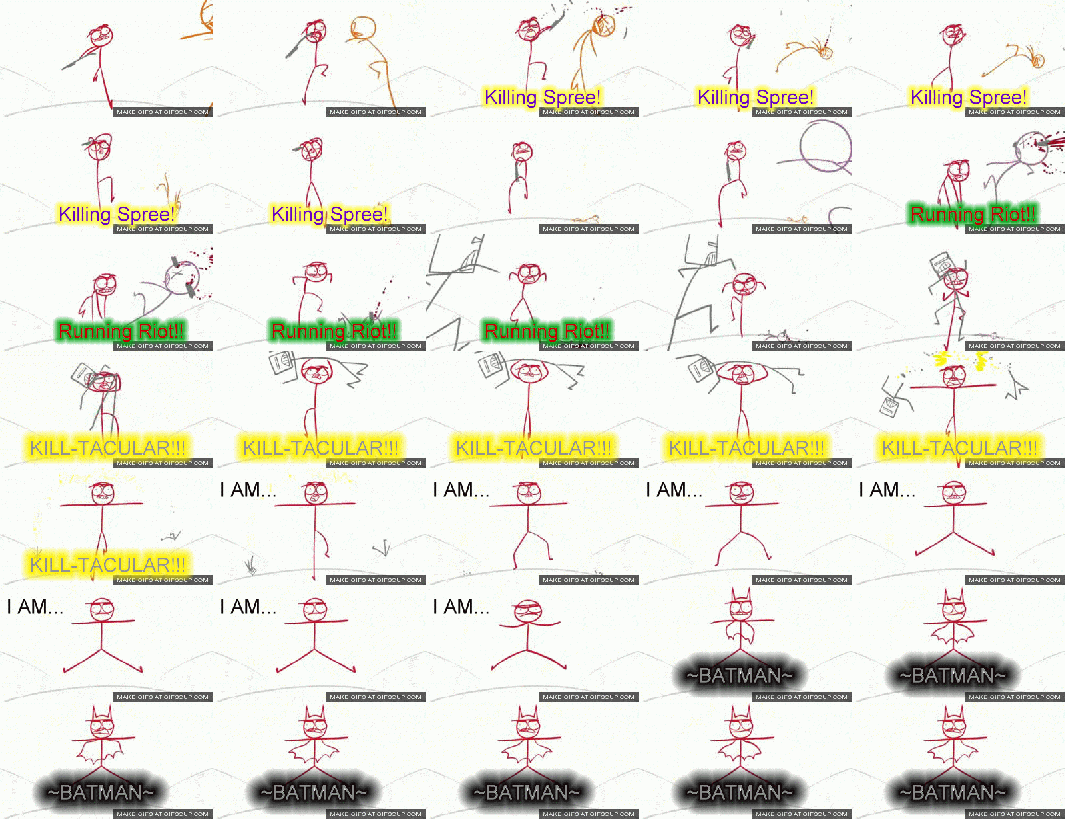 Killing Spree! Killing Spree! Killing Spree!
MAKE GIFS AT GIFSOUP.COM MAKE GIFS AT GIFSOUP.COM MAKE GIFS AT GIFSOUP.COM MAKE GIFS AT GIFSOUP.COM MAKE GIFS AT GIFSOUP.COM
Killing Spree! Killing Spree! Running Riot!!
MAKE GIFS AT GIFSOUP.COM MAKE GIFS AT GIFSOUP.COM MAKE GIFS AT GIFSOUP.COM MAKE GIFS AT GIFSOUP.COM MAKE GIFS AT GIFSOUP.COM
Running Riot!! Running Riot!! Running Riot!!
MAKE GIFS AT GIFSOUP.COM MAKE GIFS AT GIFSOUP.COM MAKE GIFS AT GIFSOUP.COM MAKE GIFS AT GIFSOUP.COM MAKE GIFS AT GIFSOUP.COM
KILL-TACULAR!!! KILL-TACULAR!!! KILL-TACULAR!!! KILL-TACULAR!!! KILL-TACULAR!!!
MAKE GIFS AT GIFSOUP.COM MAKE GIFS AT GIFSOUP.COM MAKE GIFS AT GIFSOUP.COM MAKE GIFS AT GIFSOUP.COM MAKE GIFS AT GIFSOUP.COM
I AM... I AM... I AM... I AM...
KILL-TACULAR!!!
MAKE GIFS AT GIFSOUP.COM MAKE GIFS AT GIFSOUP.COM MAKE GIFS AT GIFSOUP.COM MAKE GIFS AT GIFSOUP.COM MAKE GIFS AT GIFSOUP.COM
I AM... I AM... I AM...
~BATMAN~ ~BATMAN~
MAKE GIFS AT GIFSOUP.COM MAKE GIFS AT GIFSOUP.COM MAKE GIFS AT GIFSOUP.COM MAKE GIFS AT GIFSOUP.COM MAKE GIFS AT GIFSOUP.COM
~BATMAN~ ~BATMAN~ ~BATMAN~ ~BATMAN~ ~BATMAN~
MAKE GIFS AT GIFSOUP.COM MAKE GIFS AT GIFSOUP.COM MAKE GIFS AT GIFSOUP.COM MAKE GIFS AT GIFSOUP.COM MAKE GIFS AT GIFSOUP.COM